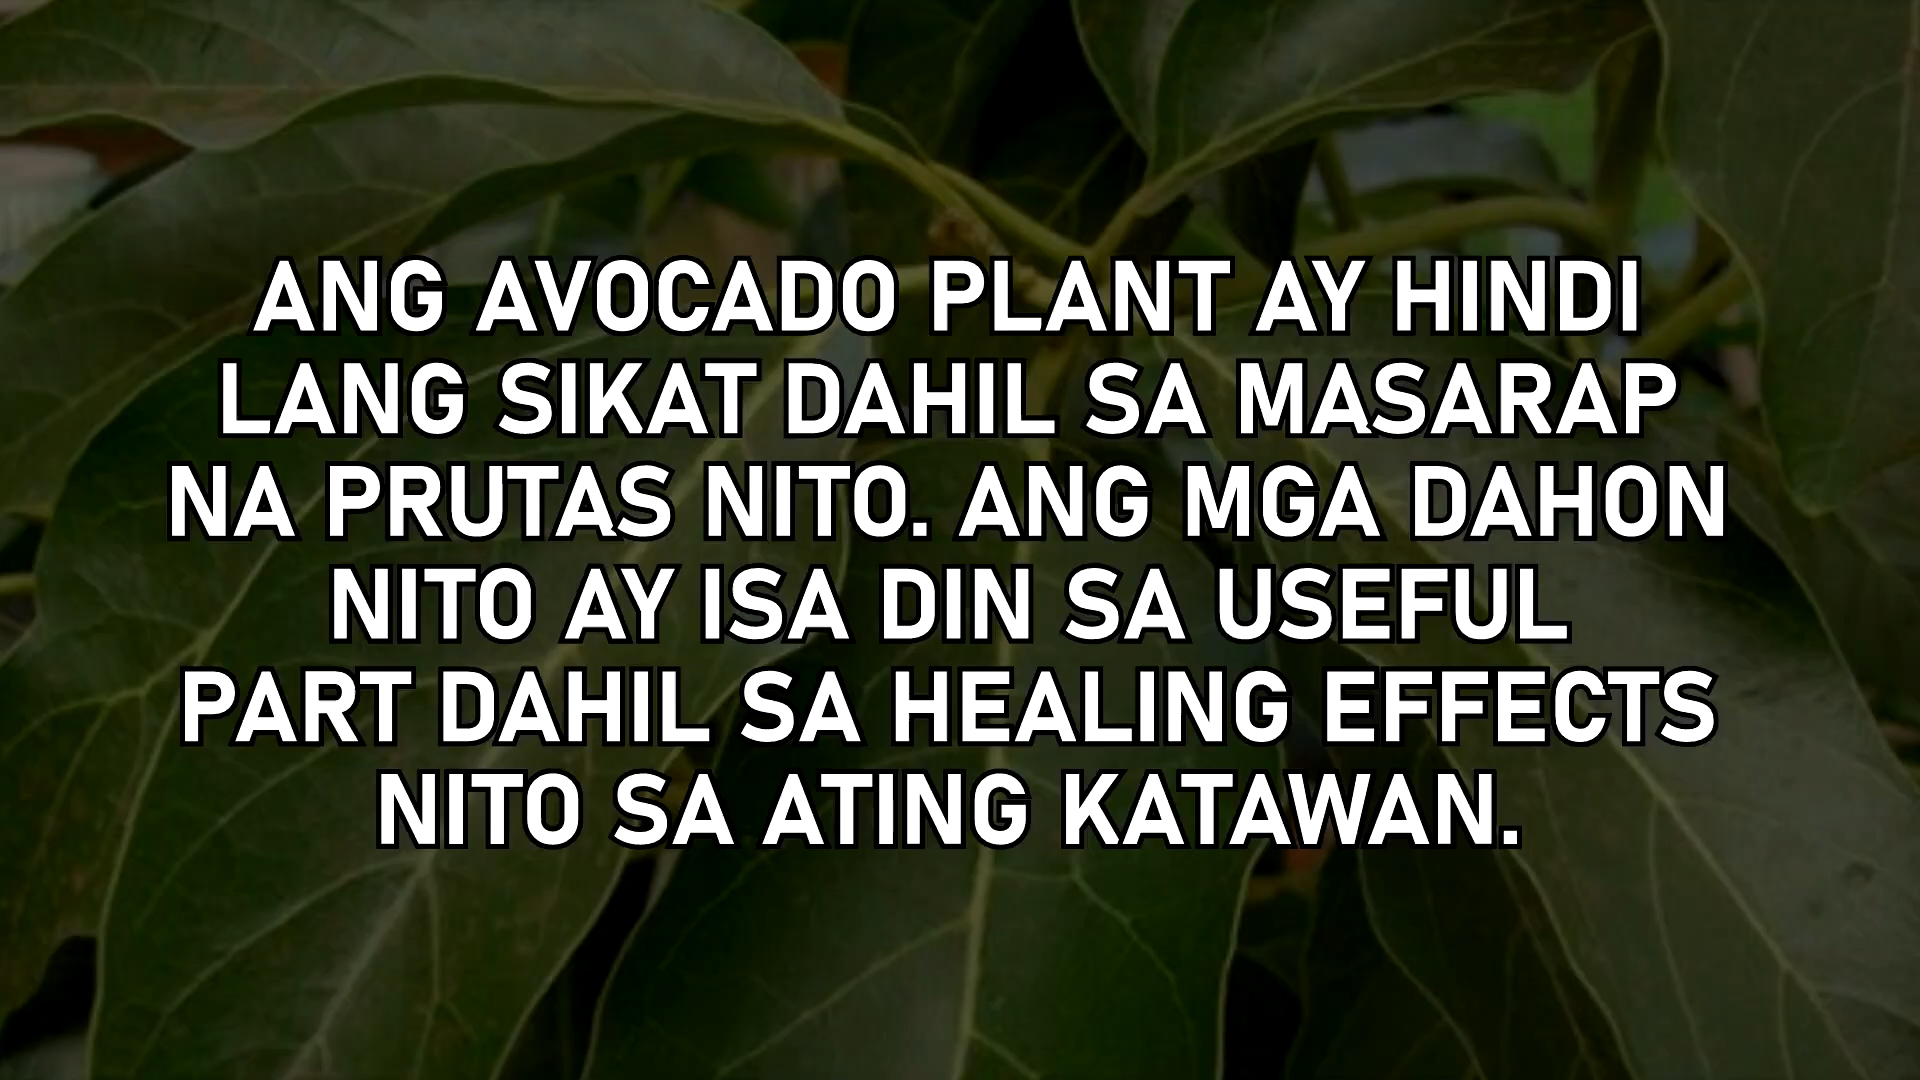 ANG AVOCADO PLANT AY HINDI
LANG SIKAT DAHIL SA MASARAP
NA PRUTAS NITO. ANG MGA DAHON
NITO AY ISA DIN SA USEFUL
PART DAHIL SA HEALING EFFECTS
NITO SA ATING KATAWAN.